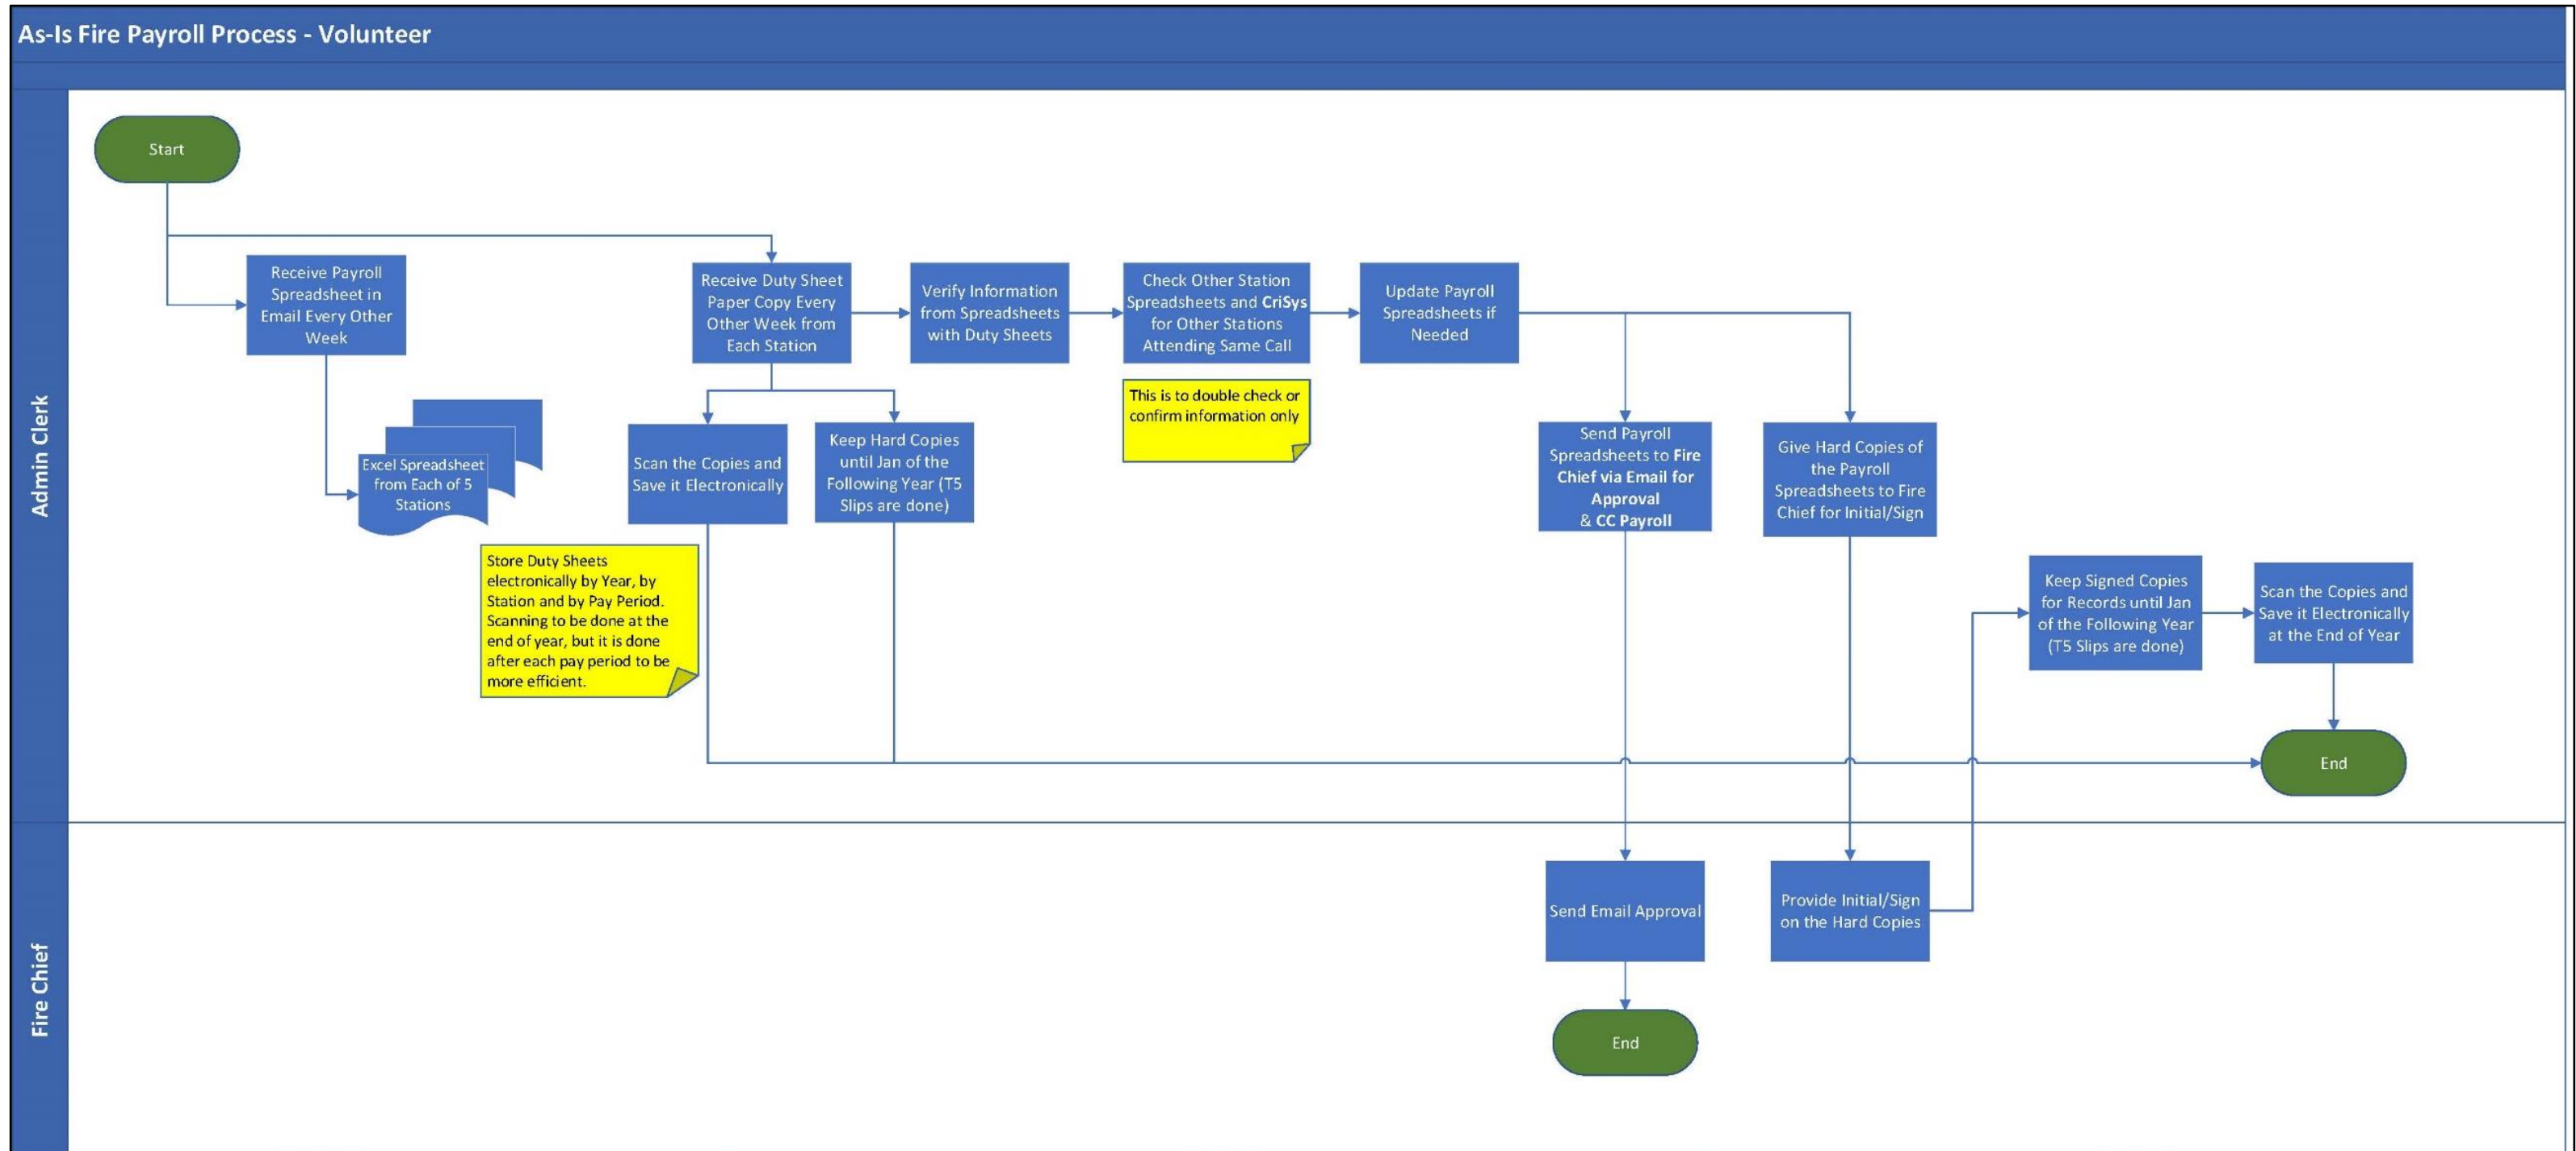 As-Is Fire Payroll Process - Volunteer
Admin Clerk
Start
Receive Payroll
Spreadsheet in
Email Every Other
Week
Excel Spreadsheet
from Each of 5
Stations
Receive Duty Sheet
Paper Copy Every
Other Week from
Each Station
Verify Information
from Spreadsheets
with Duty Sheets
Check Other Station
Spreadsheets and CriSys
for Other Stations
Attending Same Call
Update Payroll
Spreadsheets if
Needed
This is to double check or
confirm information only
Scan the Copies and
Save it Electronically
Keep Hard Copies
until Jan of the
Following Year (T5
Slips are done)
Store Duty Sheets
electronically by Year, by
Station and by Pay Period.
Scanning to be done at the
end of year, but it is done
after each pay period to be
more efficient.
Send Payroll
Spreadsheets to Fire
Chief via Email for
Approval
& CC Payroll
Give Hard Copies of
the Payroll
Spreadsheets to Fire
Chief for Initial/Sign
Keep Signed Copies
for Records until Jan
of the Following Year
(T5 Slips are done)
Scan the Copies and
Save it Electronically
at the End of Year
End
Fire Chief
Send Email Approval
Provide Initial/Sign
on the Hard Copies
End